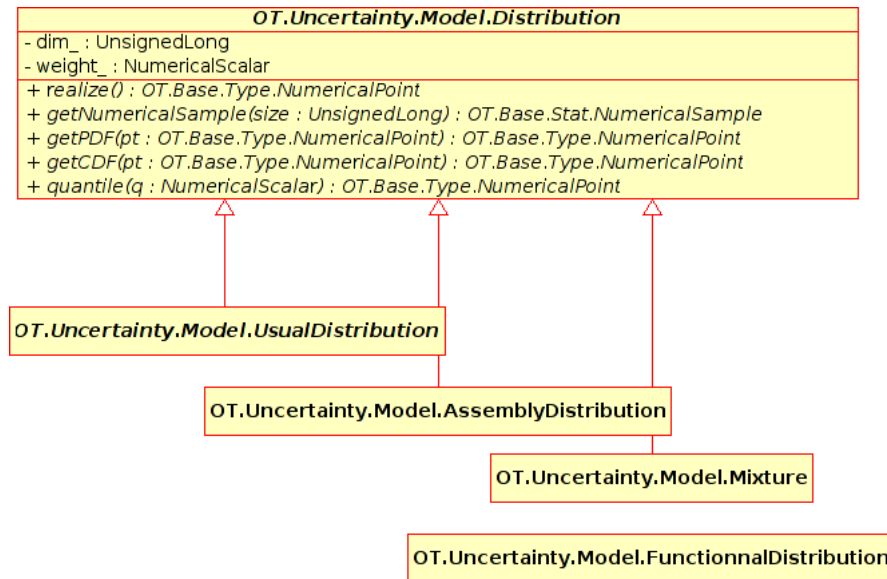 OT.Uncertainty.Model.Distribution
- dim_ : UnsignedLong
- weight_ : NumericalScalar
+ realize() : OT.Base.Type.NumericalPoint
+ getNumericalSample(size : UnsignedLong) : OT.Base.Stat.NumericalSample
+ getPDF(pt : OT.Base.Type.NumericalPoint) : OT.Base.Type.NumericalPoint
+ getCDF(pt : OT.Base.Type.NumericalPoint) : OT.Base.Type.NumericalPoint
+ quantile(q : NumericalScalar) : OT.Base.Type.NumericalPoint
OT.Uncertainty.Model.UsualDistribution
OT.Uncertainty.Model.AssemblyDistribution
OT.Uncertainty.Model.Mixture
OT.Uncertainty.Model.FunctionnalDistribution